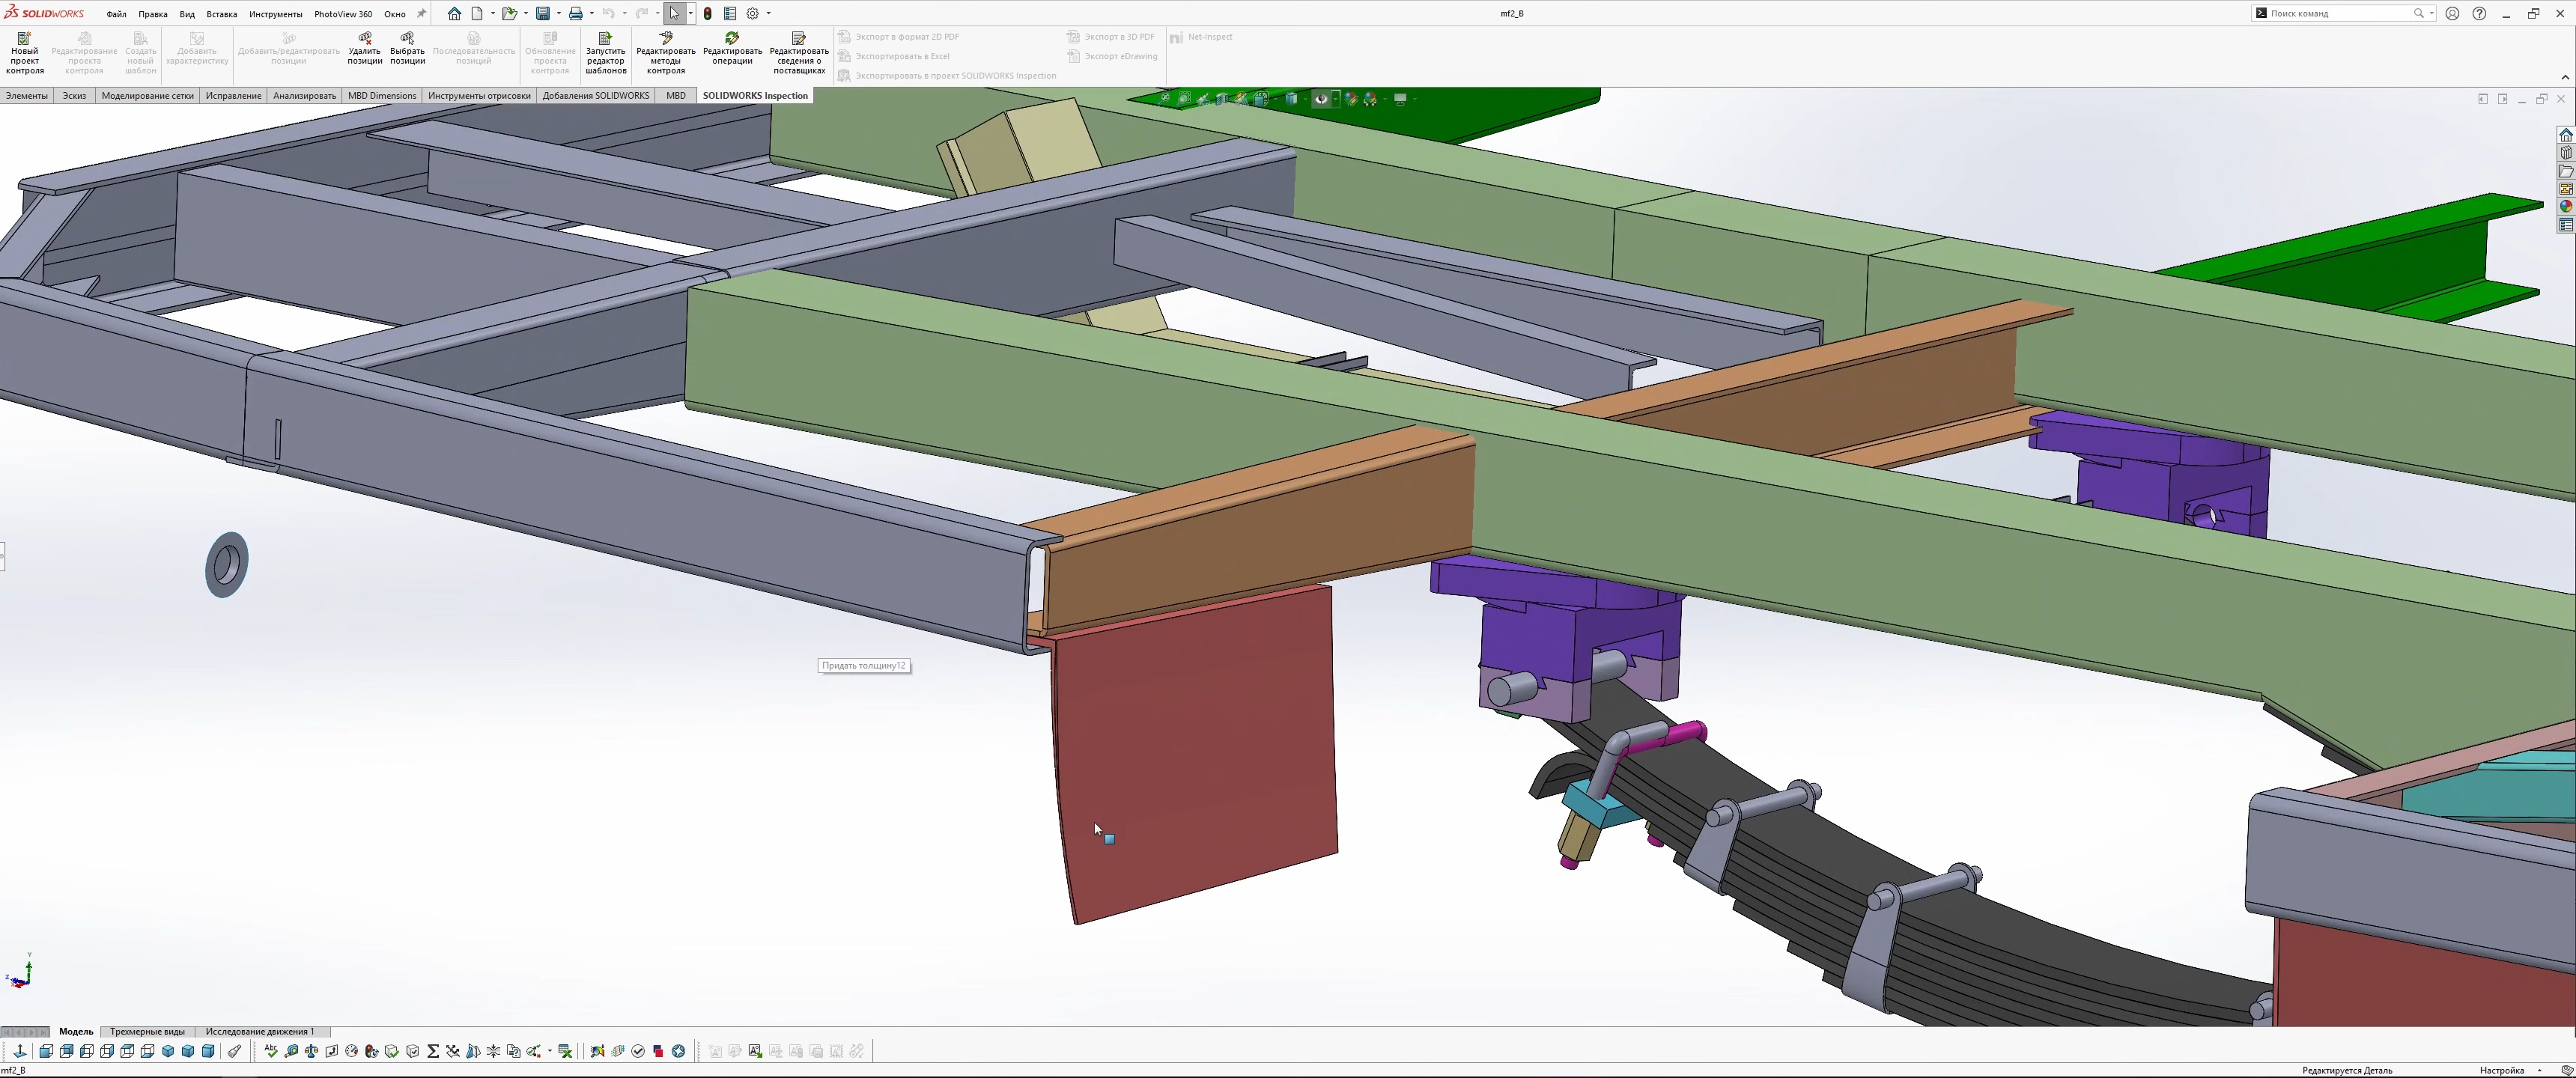 SOLIDWORKS Файл Правка Вид Вставка Инструменты PhotoView 360 Окно
mf2_B
Поиск команд
Новый проект контроля
Редактирование проекта контроля
Создать новый шаблон
Добавить характеристику
Добавить/редактировать позиции
Удалить позиции
Выбрать позиции
Последовательность позиций
Обновление проекта контроля
Запустить редактор шаблонов
Редактировать методы контроля
Редактировать операции
Редактировать сведения о поставщиках
Экспорт в формат 2D PDF
Экспортировать в Excel
Экспортировать в проект SOLIDWORKS Inspection
Экспорт в 3D PDF
Экспорт eDrawing
Net-Inspect
Элементы Эскиз Моделирование сетки Исправление Анализировать MBD Dimensions Инструменты отрисовки Добавления SOLIDWORKS MBD SOLIDWORKS Inspection
Придать толщину12
Y
Z
Модель Трехмерные виды Исследование движения 1
mf2_B
Редактируется Деталь
Настройка